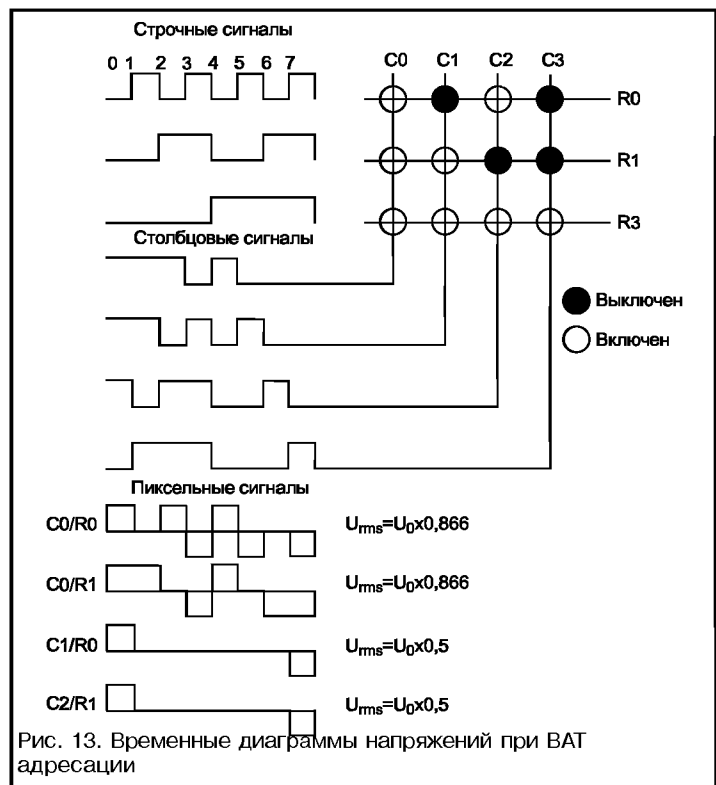 Строчные сигналы
0 1 2 3 4 5 6 7
C0 C1 C2 C3
R0
R1
R3
Столбцовые сигналы
Выключен
Включен
Пиксельные сигналы
C0/R0 Urms=U0x0,866
C0/R1 Urms=U0x0,866
C1/R0 Urms=U0x0,5
C2/R1 Urms=U0x0,5
Рис. 13. Временные диаграммы напряжений при BAT
адресации